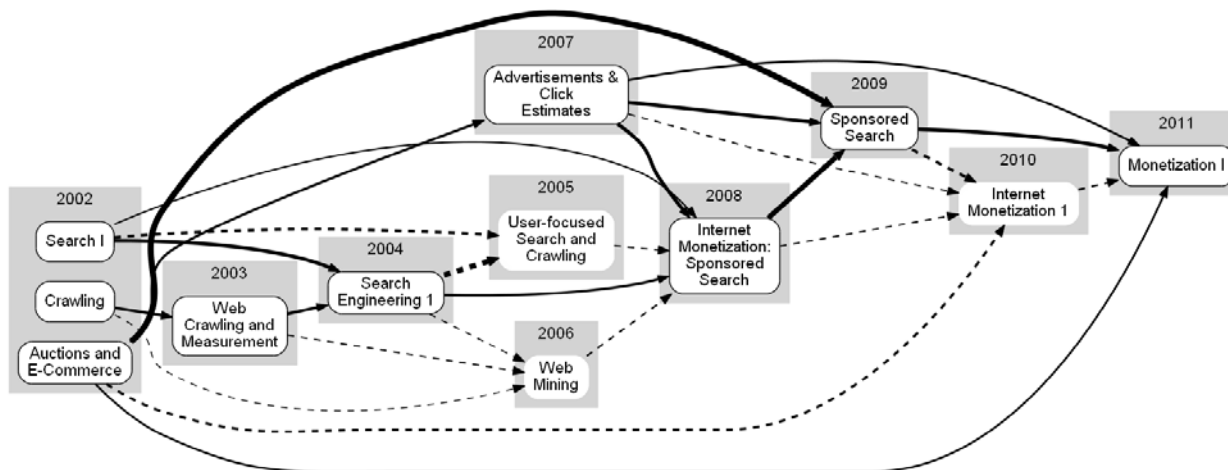 2002
Search I
Crawling
Auctions and
E-Commerce
2003
Web
Crawling and
Measurement
2004
Search
Engineering 1
2005
User-focused
Search and
Crawling
2006
Web
Mining
2007
Advertisements &
Click
Estimates
2008
Internet
Monetization:
Sponsored
Search
2009
Sponsored
Search
2010
Internet
Monetization 1
2011
Monetization I